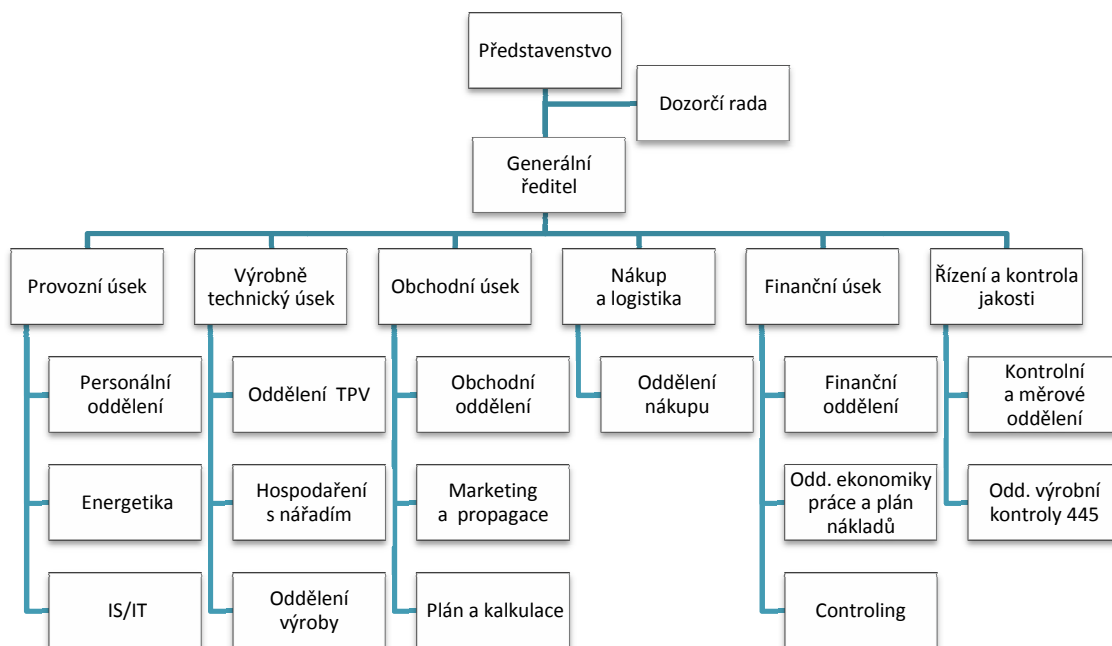 Představenstvo
Dozorčí rada
Generální
ředitel
Provozní úsek
Výrobně
technický úsek
Obchodní úsek
Nákup
a logistika
Finanční úsek
Řízení a kontrola
jakosti
Personální
oddělení
Oddělení TPV
Obchodní
oddělení
Oddělení
nákupu
Finanční
oddělení
Kontrolní
a měrové
oddělení
Energetika
Hospodaření
s nářadím
Marketing
a propagace
Odd. ekonomiky
práce a plán
nákladů
Odd. výrobní
kontroly 445
IS/IT
Oddělení
výroby
Plán a kalkulace
Controling